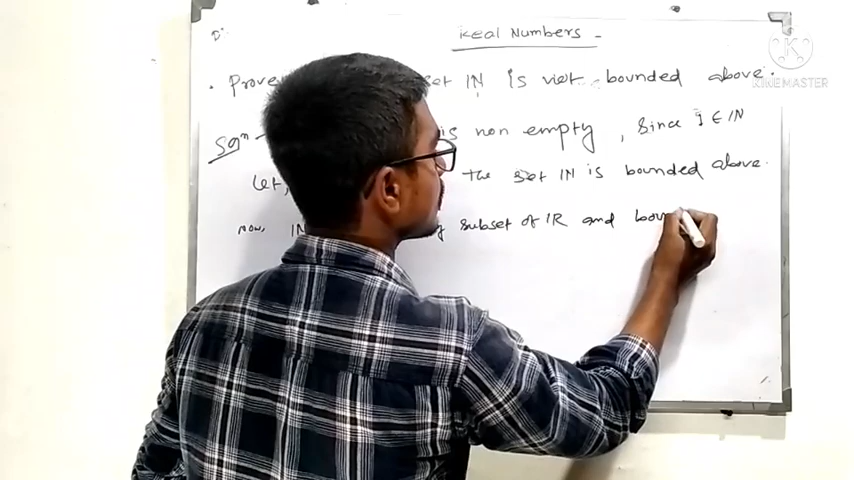 Real Numbers -
• Prove set IN is not bounded above.
KINEMASTER
Solⁿ - is non empty, since 1 ∈ IN
let, the set IN is bounded above.
now, IN subset of IR and bou